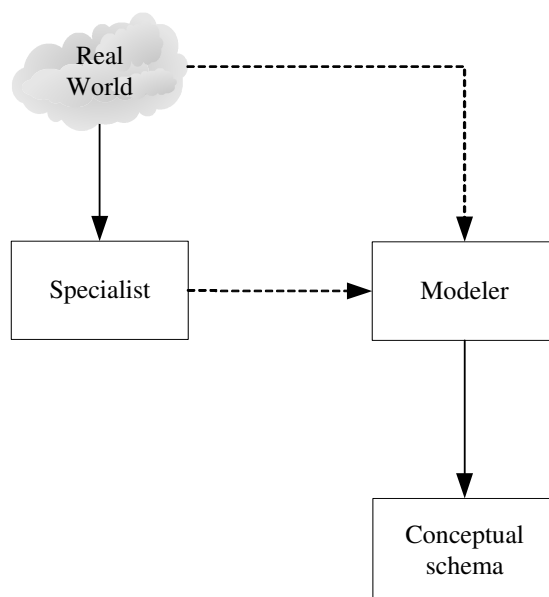 Real
World
Specialist
Modeler
Conceptual
schema